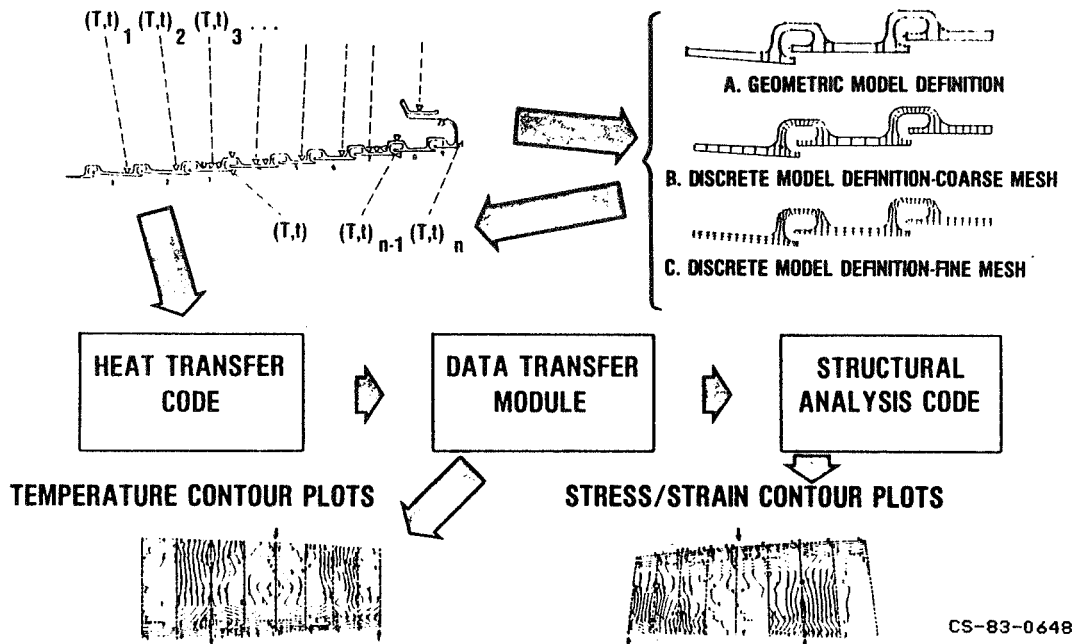 (T,t) 1 (T,t) 2 (T,t) 3 ...
(T,t) (T,t) n-1 (T,t) n
A. GEOMETRIC MODEL DEFINITION
B. DISCRETE MODEL DEFINITION-COARSE MESH
C. DISCRETE MODEL DEFINITION-FINE MESH
HEAT TRANSFER
CODE
DATA TRANSFER
MODULE
STRUCTURAL
ANALYSIS CODE
TEMPERATURE CONTOUR PLOTS
STRESS/STRAIN CONTOUR PLOTS
CS-83-0648